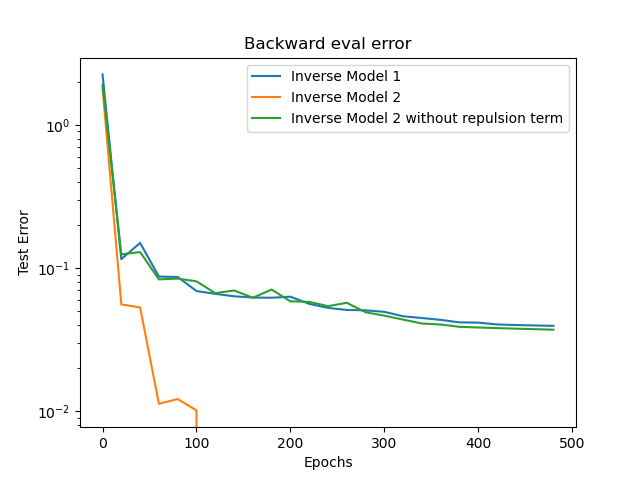 Backward eval error
Inverse Model 1
Inverse Model 2
Inverse Model 2 without repulsion term
Test Error
10⁰
10⁻¹
10⁻²
0 100 200 300 400 500
Epochs